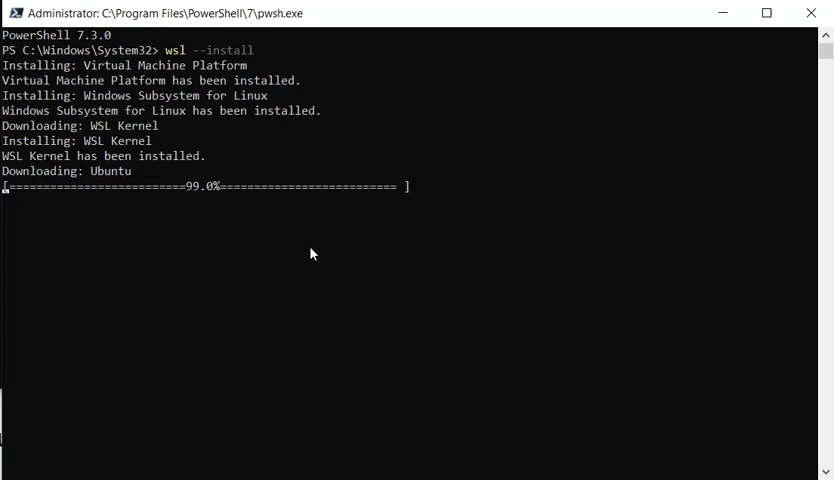 Administrator: C:\Program Files\PowerShell\7\pwsh.exe
PowerShell 7.3.0
PS C:\Windows\System32> wsl --install
Installing: Virtual Machine Platform
Virtual Machine Platform has been installed.
Installing: Windows Subsystem for Linux
Windows Subsystem for Linux has been installed.
Downloading: WSL Kernel
Installing: WSL Kernel
WSL Kernel has been installed.
Downloading: Ubuntu
[==========================99.0%========================== ]